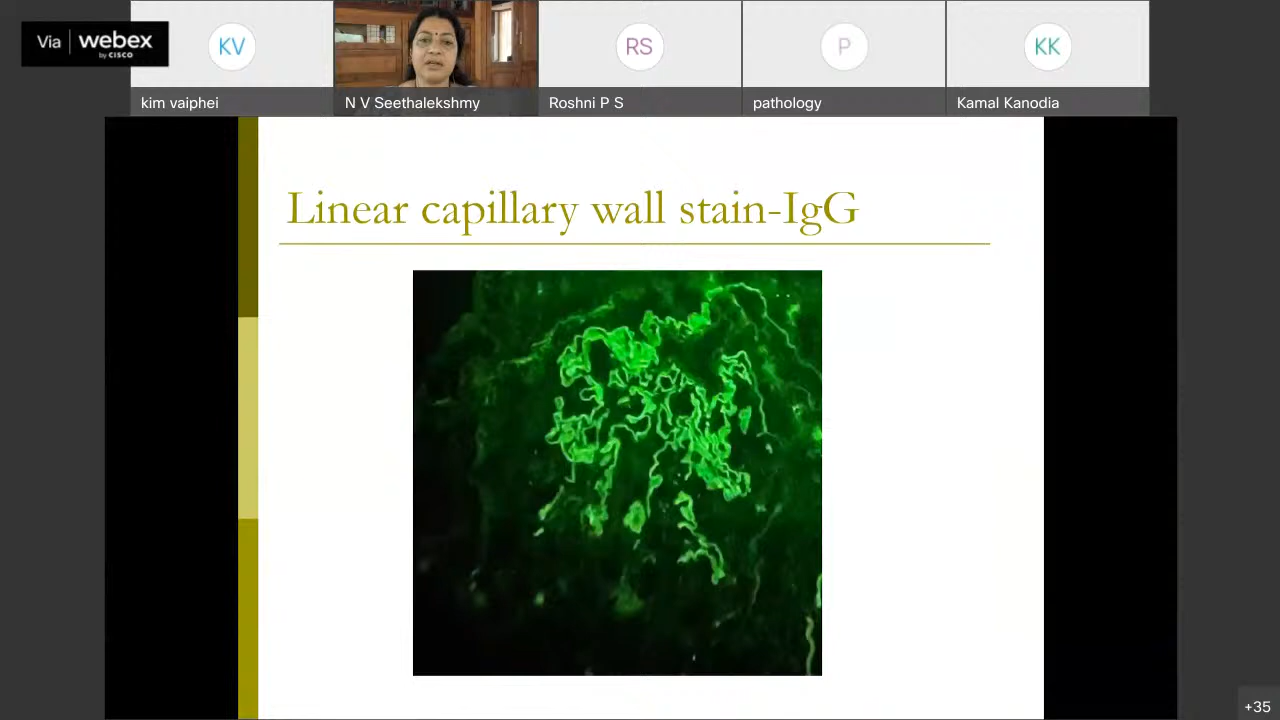 Via webex
by CISCO
KV
RS
P
KK
kim vaiphei
N V Seethalekshmy
Roshni P S
pathology
Kamal Kanodia
Linear capillary wall stain-IgG
+35